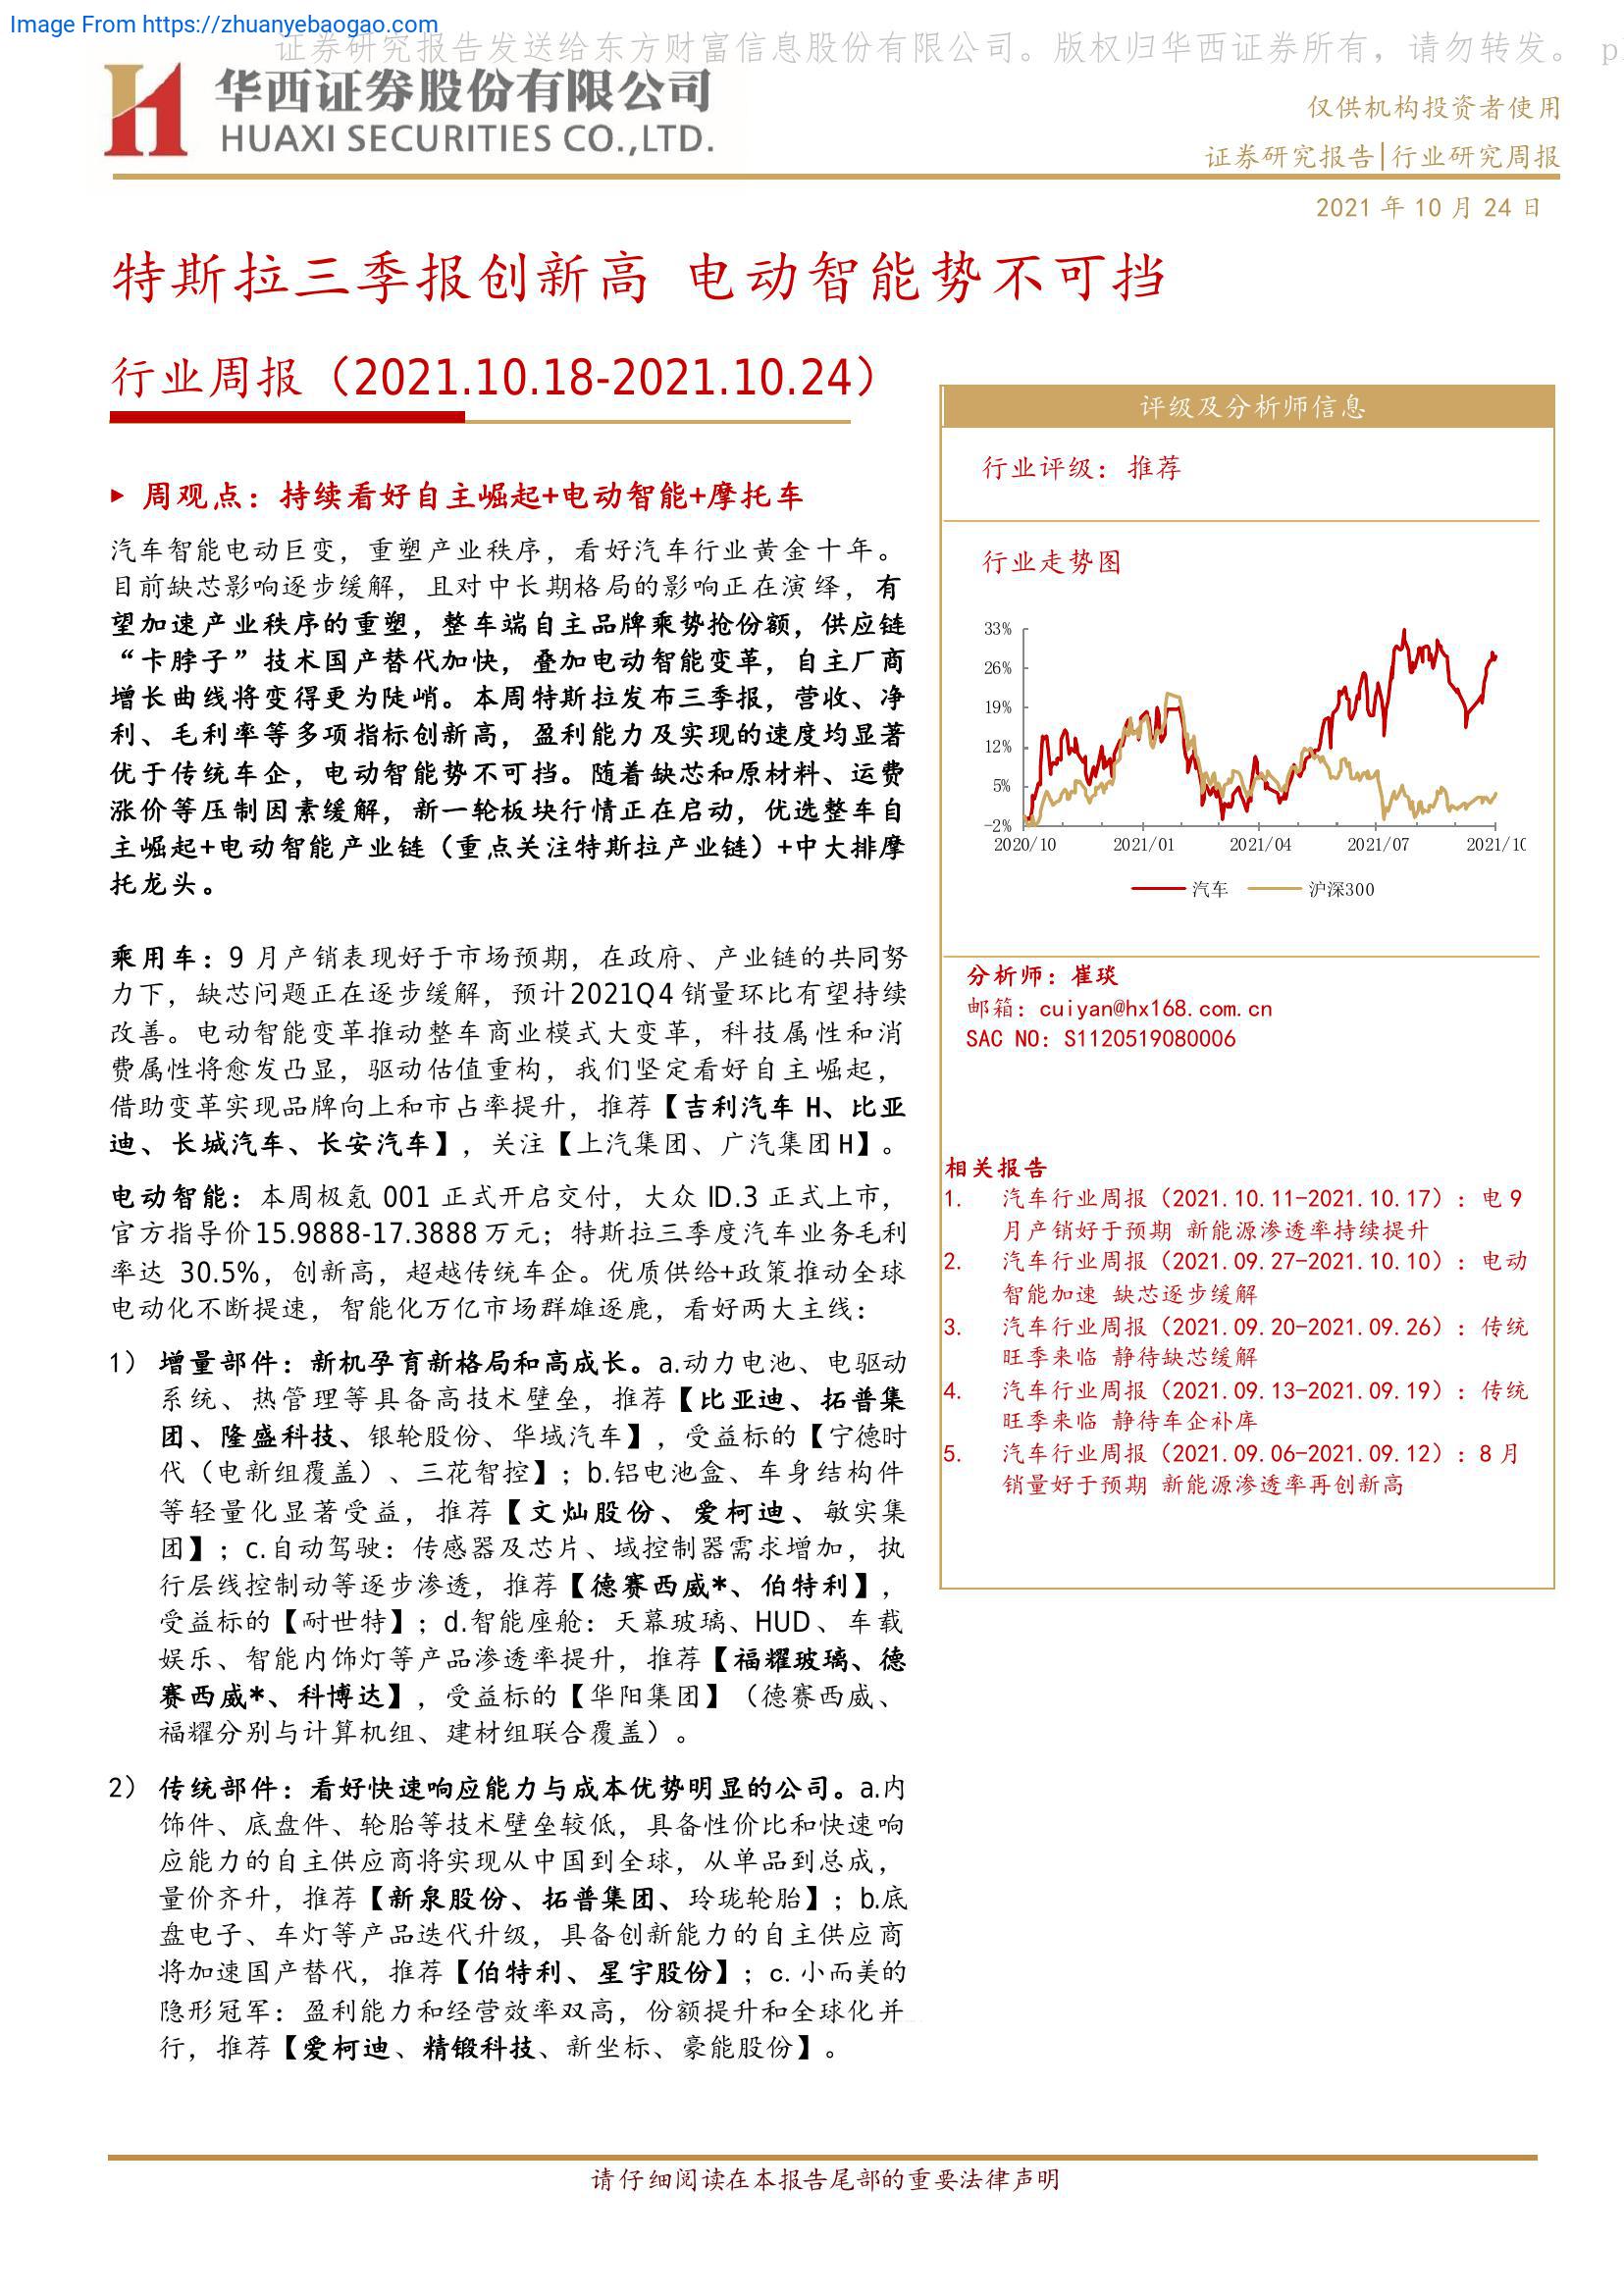 Image From https://zhuanyebaogao.com
证券研究报告发送给东方财富信息股份有限公司。版权归华西证券所有，请勿转发。 p
华西证券股份有限公司
HUAXI SECURITIES CO.,LTD.
仅供机构投资者使用
证券研究报告|行业研究周报
2021 年 10 月 24 日
特斯拉三季报创新高 电动智能势不可挡
行业周报（2021.10.18-2021.10.24）
▶ 周观点：持续看好自主崛起+电动智能+摩托车
汽车智能电动巨变，重塑产业秩序，看好汽车行业黄金十年。
目前缺芯影响逐步缓解，且对中长期格局的影响正在演绎，有
望加速产业秩序的重塑，整车端自主品牌乘势抢份额，供应链
“卡脖子”技术国产替代加快，叠加电动智能变革，自主厂商
增长曲线将变得更为陡峭。本周特斯拉发布三季报，营收、净
利、毛利率等多项指标创新高，盈利能力及实现的速度均显著
优于传统车企，电动智能势不可挡。随着缺芯和原材料、运费
涨价等压制因素缓解，新一轮板块行情正在启动，优选整车自
主崛起+电动智能产业链（重点关注特斯拉产业链）+中大排摩
托龙头。
乘用车：9 月产销表现好于市场预期，在政府、产业链的共同努
力下，缺芯问题正在逐步缓解，预计2021Q4 销量环比有望持续
改善。电动智能变革推动整车商业模式大变革，科技属性和消
费属性将愈发凸显，驱动估值重构，我们坚定看好自主崛起，
借助变革实现品牌向上和市占率提升，推荐【吉利汽车 H、比亚
迪、长城汽车、长安汽车】，关注【上汽集团、广汽集团H】。
电动智能：本周极氪 001 正式开启交付，大众 ID.3 正式上市，
官方指导价15.9888-17.3888 万元；特斯拉三季度汽车业务毛利
率达 30.5%，创新高，超越传统车企。优质供给+政策推动全球
电动化不断提速，智能化万亿市场群雄逐鹿，看好两大主线：
1） 增量部件：新机孕育新格局和高成长。a.动力电池、电驱动
系统、热管理等具备高技术壁垒，推荐【比亚迪、拓普集
团、隆盛科技、银轮股份、华域汽车】，受益标的【宁德时
代（电新组覆盖）、三花智控】；b.铝电池盒、车身结构件
等轻量化显著受益，推荐【文灿股份、爱柯迪、敏实集
团】；c.自动驾驶：传感器及芯片、域控制器需求增加，执
行层线控制动等逐步渗透，推荐【德赛西威*、伯特利】，
受益标的【耐世特】；d.智能座舱：天幕玻璃、HUD、车载
娱乐、智能内饰灯等产品渗透率提升，推荐【福耀玻璃、德
赛西威*、科博达】，受益标的【华阳集团】（德赛西威、
福耀分别与计算机组、建材组联合覆盖）。
2） 传统部件：看好快速响应能力与成本优势明显的公司。a.内
饰件、底盘件、轮胎等技术壁垒较低，具备性价比和快速响
应能力的自主供应商将实现从中国到全球，从单品到总成，
量价齐升，推荐【新泉股份、拓普集团、玲珑轮胎】；b.底
盘电子、车灯等产品迭代升级，具备创新能力的自主供应商
将加速国产替代，推荐【伯特利、星宇股份】；c. 小而美的
隐形冠军：盈利能力和经营效率双高，份额提升和全球化并
行，推荐【爱柯迪、精锻科技、新坐标、豪能股份】。
评级及分析师信息
行业评级：推荐
行业走势图
33%
26%
19%
12%
5%
-2%
2020/10 2021/01 2021/04 2021/07 2021/10
汽车 沪深300
分析师：崔琰
邮箱：cuiyan@hx168.com.cn
SAC NO：S1120519080006
相关报告
1. 汽车行业周报（2021.10.11-2021.10.17）：电 9
月产销好于预期 新能源渗透率持续提升
2. 汽车行业周报（2021.09.27-2021.10.10）：电动
智能加速 缺芯逐步缓解
3. 汽车行业周报（2021.09.20-2021.09.26）：传统
旺季来临 静待缺芯缓解
4. 汽车行业周报（2021.09.13-2021.09.19）：传统
旺季来临 静待车企补库
5. 汽车行业周报（2021.09.06-2021.09.12）：8 月
销量好于预期 新能源渗透率再创新高
请仔细阅读在本报告尾部的重要法律声明